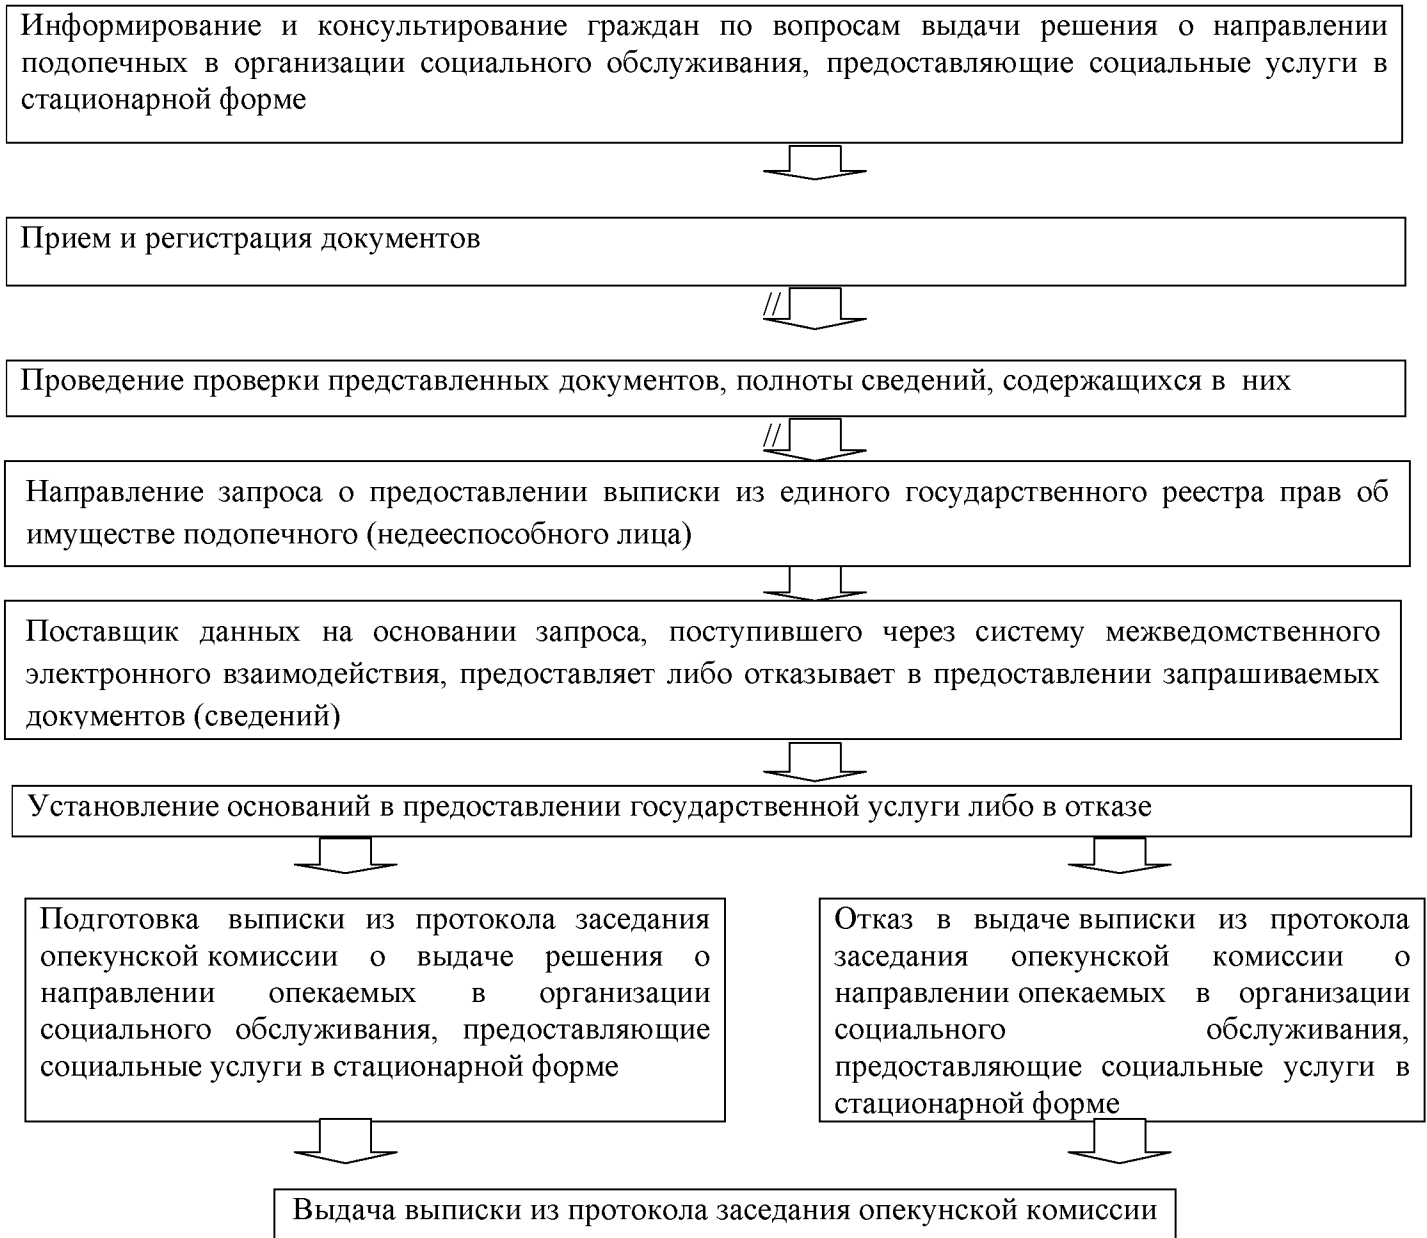 Информирование и консультирование граждан по вопросам выдачи решения о направлении
подопечных в организации социального обслуживания, предоставляющие социальные услуги в
стационарной форме
Прием и регистрация документов
//
Проведение проверки представленных документов, полноты сведений, содержащихся в них
//
Направление запроса о предоставлении выписки из единого государственного реестра прав об
имуществе подопечного (недееспособного лица)
Поставщик данных на основании запроса, поступившего через систему межведомственного
электронного взаимодействия, предоставляет либо отказывает в предоставлении запрашиваемых
документов (сведений)
Установление оснований в предоставлении государственной услуги либо в отказе
Подготовка выписки из протокола заседания
опекунской комиссии о выдаче решения о
направлении опекаемых в организации
социального обслуживания, предоставляющие
социальные услуги в стационарной форме
Отказ в выдаче выписки из протокола
заседания опекунской комиссии о
направлении опекаемых в организации
социального обслуживания,
предоставляющие социальные услуги в
стационарной форме
Выдача выписки из протокола заседания опекунской комиссии